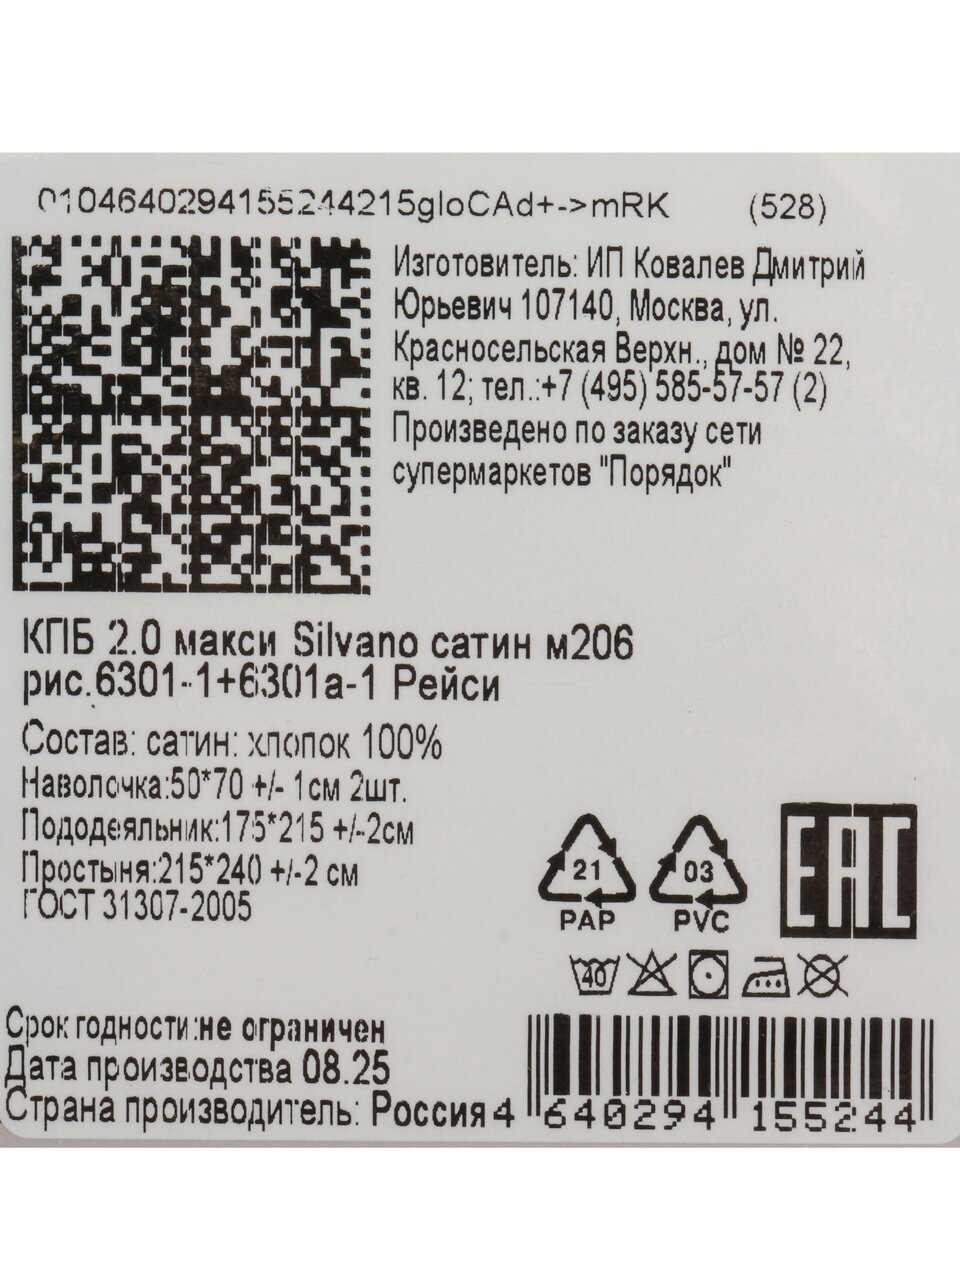 0104640294155244215gloCAd+->mRK (528)
Изготовитель: ИП Ковалев Дмитрий
Юрьевич 107140, Москва, ул.
Красносельская Верхн., дом № 22,
кв. 12; тел.:+7 (495) 585-57-57 (2)
Произведено по заказу сети
супермаркетов "Порядок"
КПБ 2.0 макси Silvano сатин м206
рис.6301-1+6301а-1 Рейси
Состав: сатин: хлопок 100%
Наволочка:50*70 +/- 1см 2шт.
Пододеяльник:175*215 +/-2см
Простыня:215*240 +/-2 см
ГОСТ 31307-2005
21
PAP
03
PVC
EAC
40
Срок годности:не ограничен
Дата производства 08.25
Страна производитель: Россия
4 640294 155244